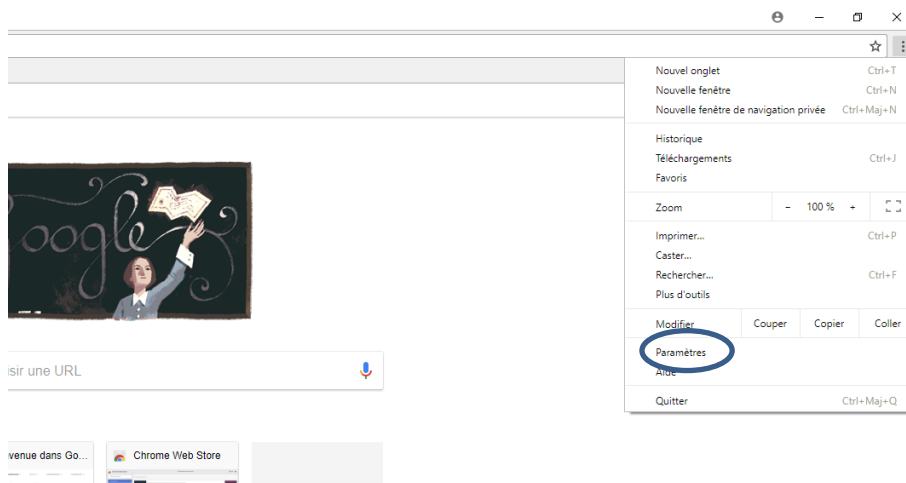 Nouvel onglet Ctrl+T
Nouvelle fenêtre Ctrl+N
Nouvelle fenêtre de navigation privée Ctrl+Maj+N
Historique
Téléchargements Ctrl+J
Favoris
Zoom - 100 % +
Imprimer... Ctrl+P
Caster...
Rechercher... Ctrl+F
Plus d'outils
Modifier Couper Copier Coller
Paramètres
Aide
Quitter Ctrl+Maj+Q
oogle
isir une URL
venue dans Go...
Chrome Web Store